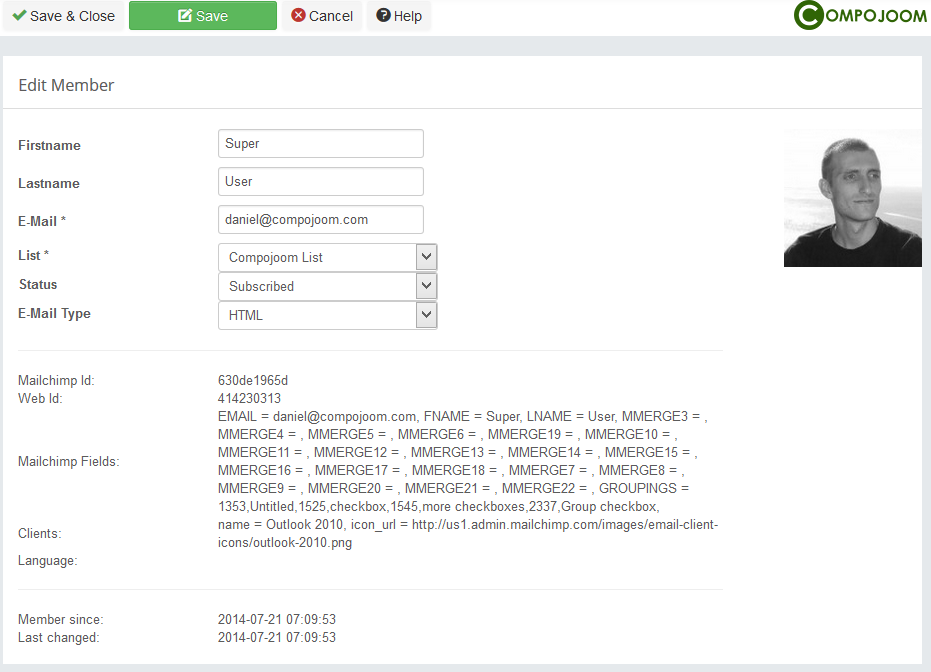 Save & Close Save Cancel Help COMPOJOOM
Edit Member
Firstname Super
Lastname User
E-Mail * daniel@compojoom.com
List * Compojoom List
Status Subscribed
E-Mail Type HTML
Mailchimp Id: 630de1965d
Web Id: 414230313
EMAIL = daniel@compojoom.com, FNAME = Super, LNAME = User, MMERGE3 = ,
MMERGE4 = , MMERGE5 = , MMERGE6 = , MMERGE19 = , MMERGE10 = ,
MMERGE11 = , MMERGE12 = , MMERGE13 = , MMERGE14 = , MMERGE15 = ,
Mailchimp Fields:
MMERGE16 = , MMERGE17 = , MMERGE18 = , MMERGE7 = , MMERGE8 = ,
MMERGE9 = , MMERGE20 = , MMERGE21 = , MMERGE22 = , GROUPINGS =
1353,Untitled,1525,checkbox,1545,more checkboxes,2337,Group checkbox,
Clients:
name = Outlook 2010, icon_url = http://us1.admin.mailchimp.com/images/email-client-
icons/outlook-2010.png
Language:
Member since: 2014-07-21 07:09:53
Last changed: 2014-07-21 07:09:53